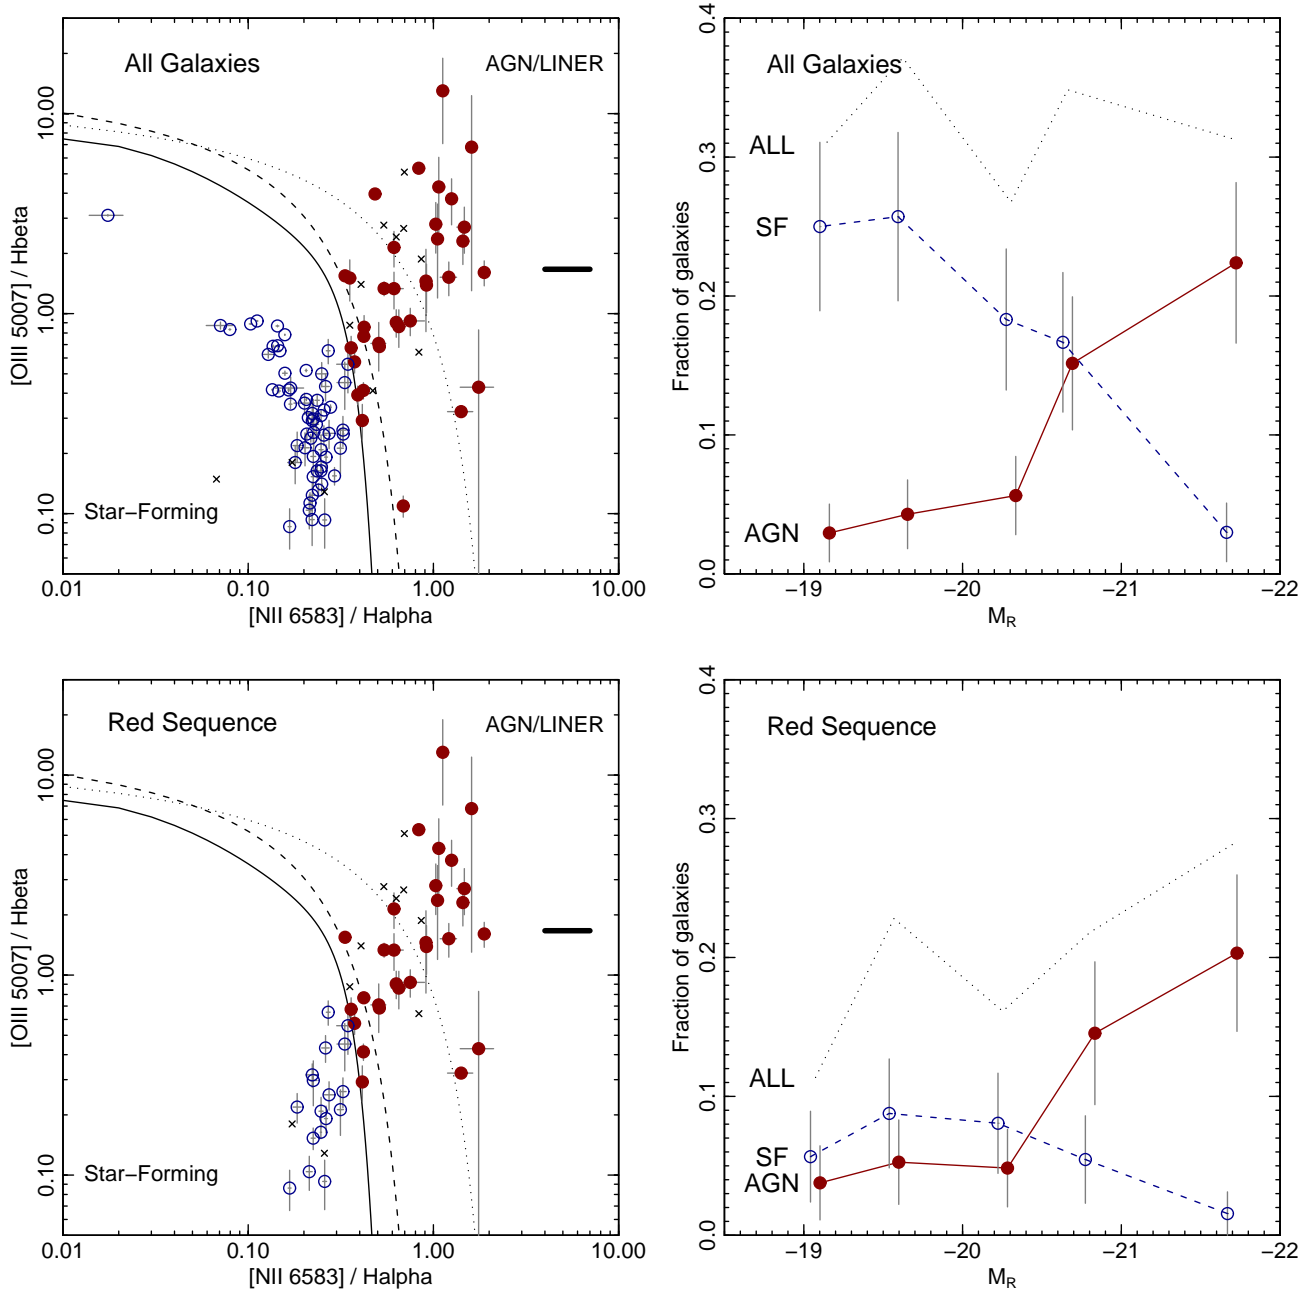 All Galaxies
AGN/LINER
Star−Forming
10.00
1.00
0.10
[OIII 5007] / Hbeta
0.01 0.10 1.00 10.00
[NII 6583] / Halpha
All Galaxies
ALL
SF
AGN
0.4
0.3
0.2
0.1
0.0
Fraction of galaxies
−19 −20 −21 −22
M_R
Red Sequence
AGN/LINER
Star−Forming
10.00
1.00
0.10
[OIII 5007] / Hbeta
0.01 0.10 1.00 10.00
[NII 6583] / Halpha
Red Sequence
ALL
SF
AGN
0.4
0.3
0.2
0.1
0.0
Fraction of galaxies
−19 −20 −21 −22
M_R